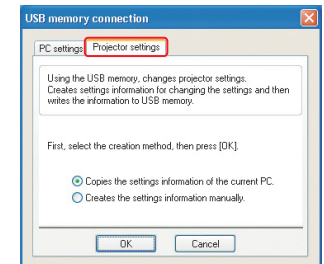 USB memory connection
PC settings Projector settings
Using the USB memory, changes projector settings.
Creates settings information for changing the settings and then
writes the information to USB memory.
First, select the creation method, then press [OK].
Copies the settings information of the current PC.
Creates the settings information manually.
OK Cancel